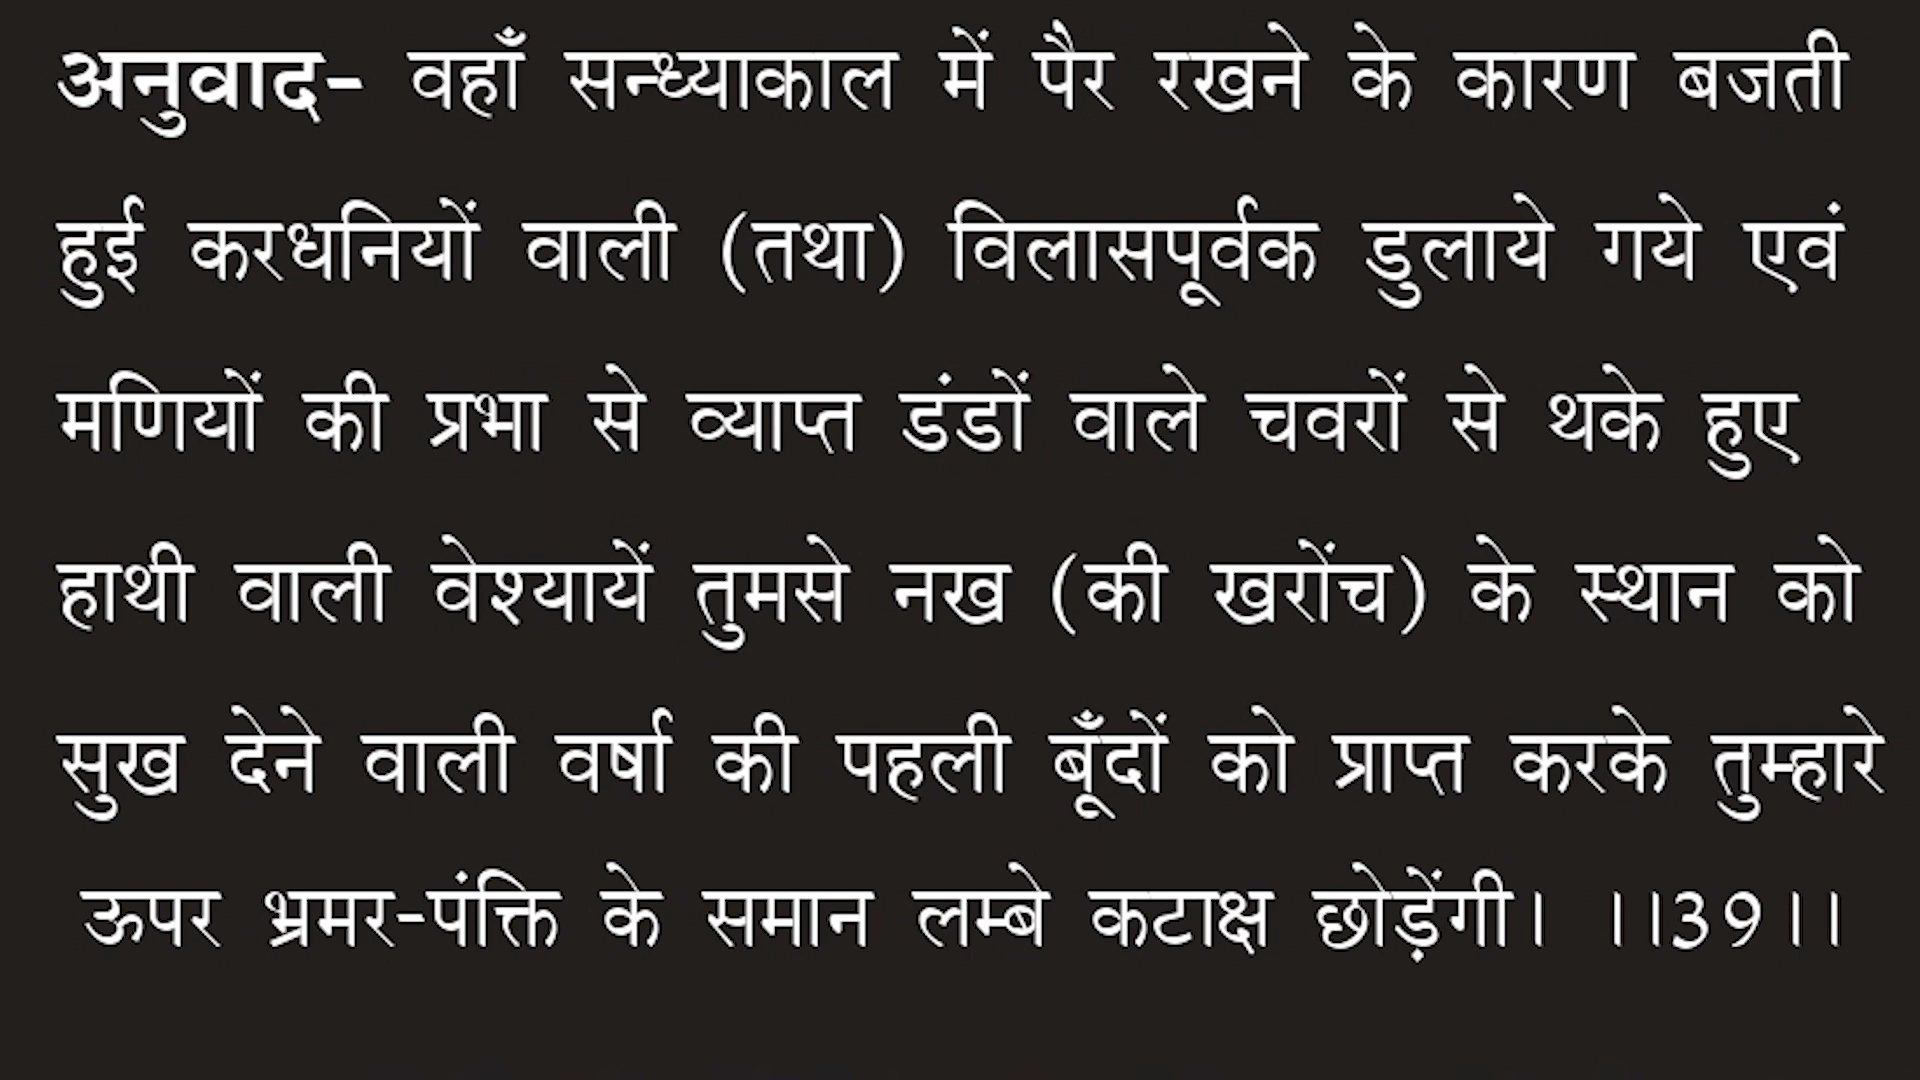 अनुवाद- वहाँ सन्ध्याकाल में पैर रखने के कारण बजती
हुई करधनियों वाली (तथा) विलासपूर्वक डुलाये गये एवं
मणियों की प्रभा से व्याप्त डंडों वाले चवरों से थके हुए
हाथी वाली वेश्यायें तुमसे नख (की खरोंच) के स्थान को
सुख देने वाली वर्षा की पहली बूँदों को प्राप्त करके तुम्हारे
ऊपर भ्रमर-पंक्ति के समान लम्बे कटाक्ष छोड़ेंगी। ।।39।।